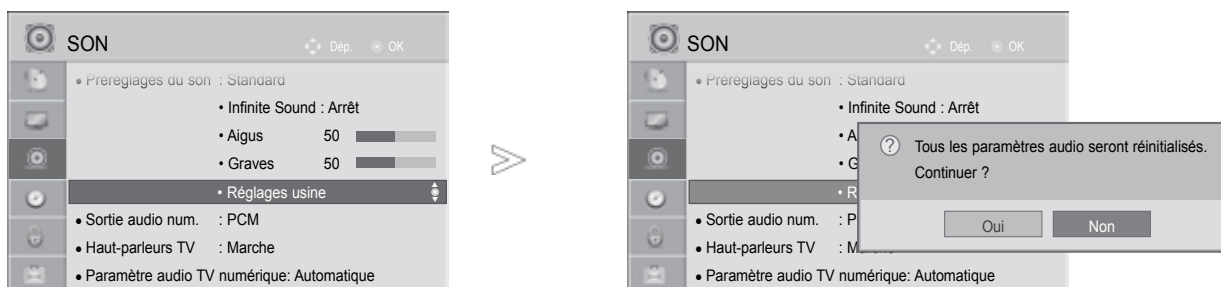 SON
Dép. OK
• Préréglages du son : Standard
• Infinite Sound : Arrêt
• Aigus 50
• Graves 50
• Réglages usine
• Sortie audio num. : PCM
• Haut-parleurs TV : Marche
• Paramètre audio TV numérique: Automatique
SON
Dép. OK
• Préréglages du son : Standard
• Infinite Sound : Arrêt
• A
• G
• R
• Sortie audio num. : P
• Haut-parleurs TV : Marche
• Paramètre audio TV numérique: Automatique
? Tous les paramètres audio seront réinitialisés.
Continuer ?
Oui Non